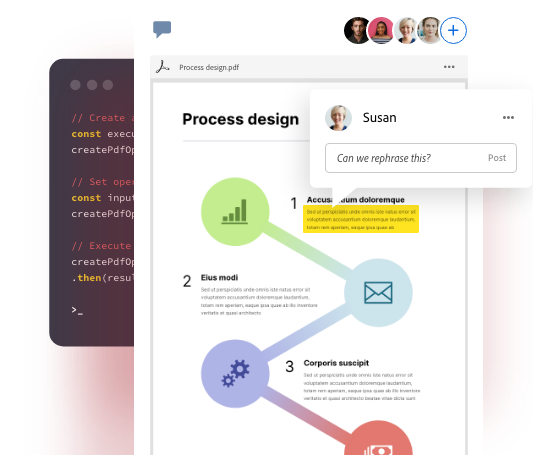 Process design.pdf
Process design
Susan
Can we rephrase this?
Post
// Create a
const execu
createPdfOp
// Set oper
const input
createPdfOp
// Execute
createPdfOp
.then(resul
>_
1
Sed ut perspiciatis unde omnis iste natus error sit
voluptatem accusantium doloremque laudantium,
totam rem aperiam, eaque ipsa quae ab
2
Eius modi
Sed ut perspiciatis unde omnis iste natus error sit
voluptatem accusantium doloremque laudantium,
totam rem aperiam, eaque ipsa quae ab illo inventore
veritatis et quasi architecto
3
Corporis suscipit
Sed ut perspiciatis unde omnis iste natus error sit
voluptatem accusantium doloremque laudantium,
totam rem aperiam, eaque ipsa quae ab illo inventore
veritatis et quasi architecto beatae vitae dicta sunt